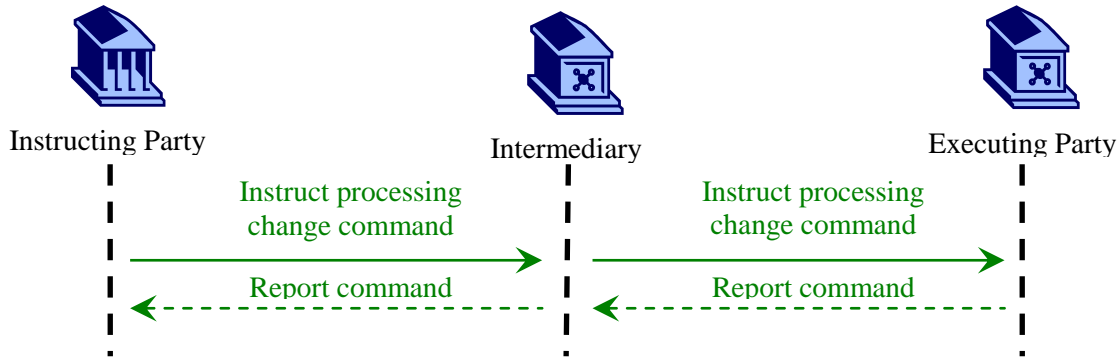 Instructing Party
Intermediary
Executing Party
Instruct processing
change command
Instruct processing
change command
Report command
Report command